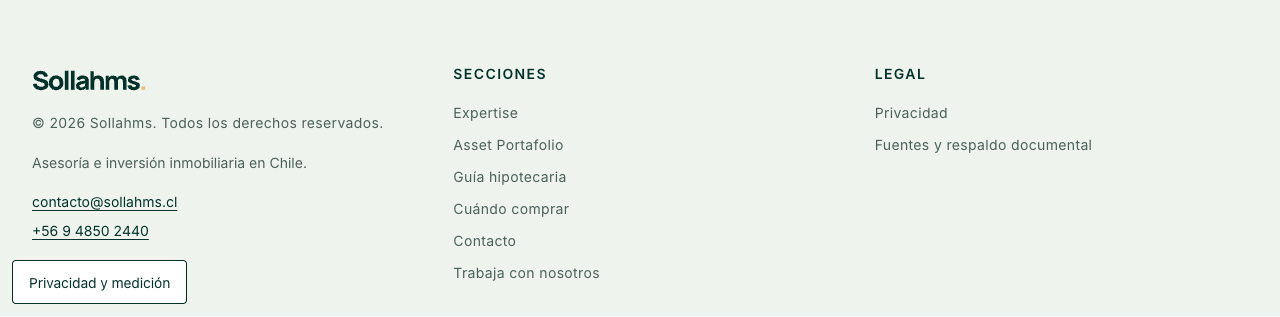 Sollahms.
© 2026 Sollahms. Todos los derechos reservados.
Asesoría e inversión inmobiliaria en Chile.
contacto@sollahms.cl
+56 9 4850 2440
Privacidad y medición
SECCIONES
Expertise
Asset Portafolio
Guía hipotecaria
Cuándo comprar
Contacto
Trabaja con nosotros
LEGAL
Privacidad
Fuentes y respaldo documental